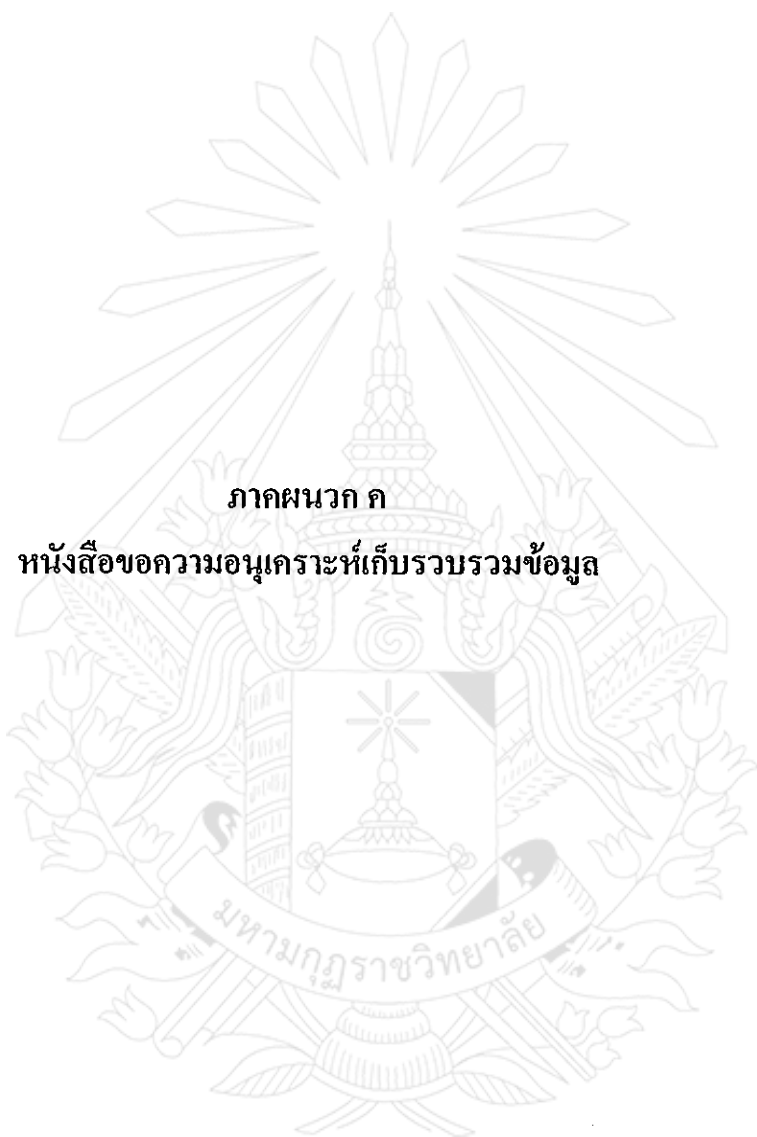 ภาคผนวก ค
หนังสือขอความอนุเคราะห์เก็บรวบรวมข้อมูล
มหามกุฏราชวิทยาลัย